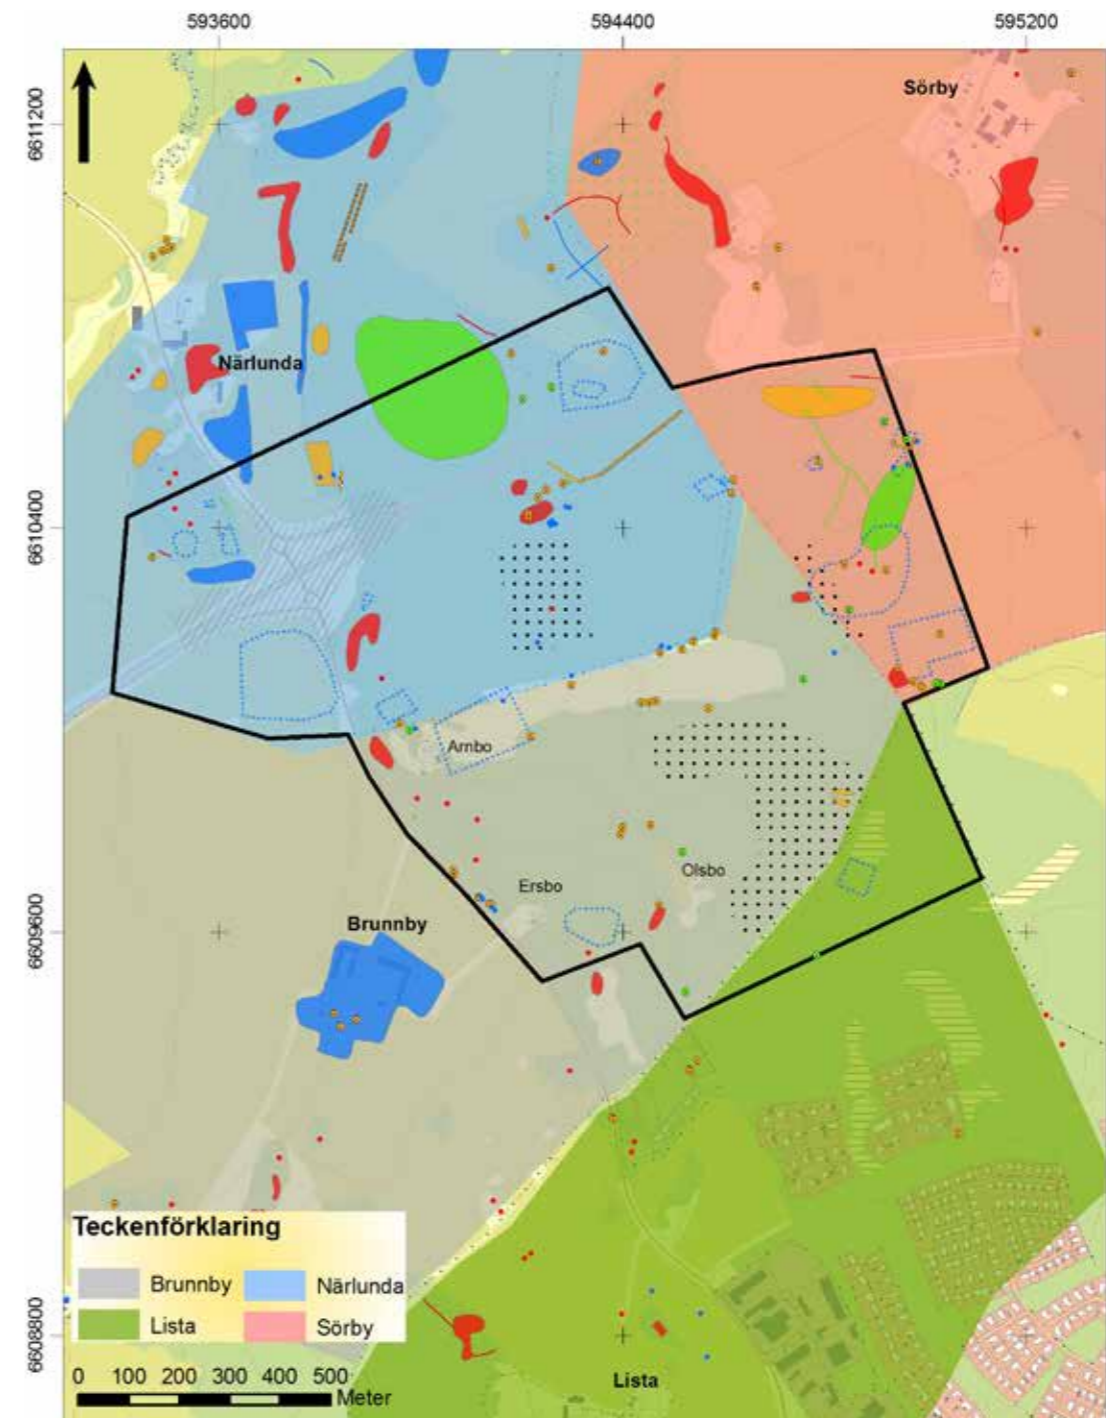 593600 594400 595200
6611200
Sörby
Närlunda
6610400
Arnbo
Olsbo
Ersbo
6609600
Brunnby
Teckenförklaring
Brunnby Närlunda
Lista Sörby
6608800
0 100 200 300 400 500 Meter
Lista